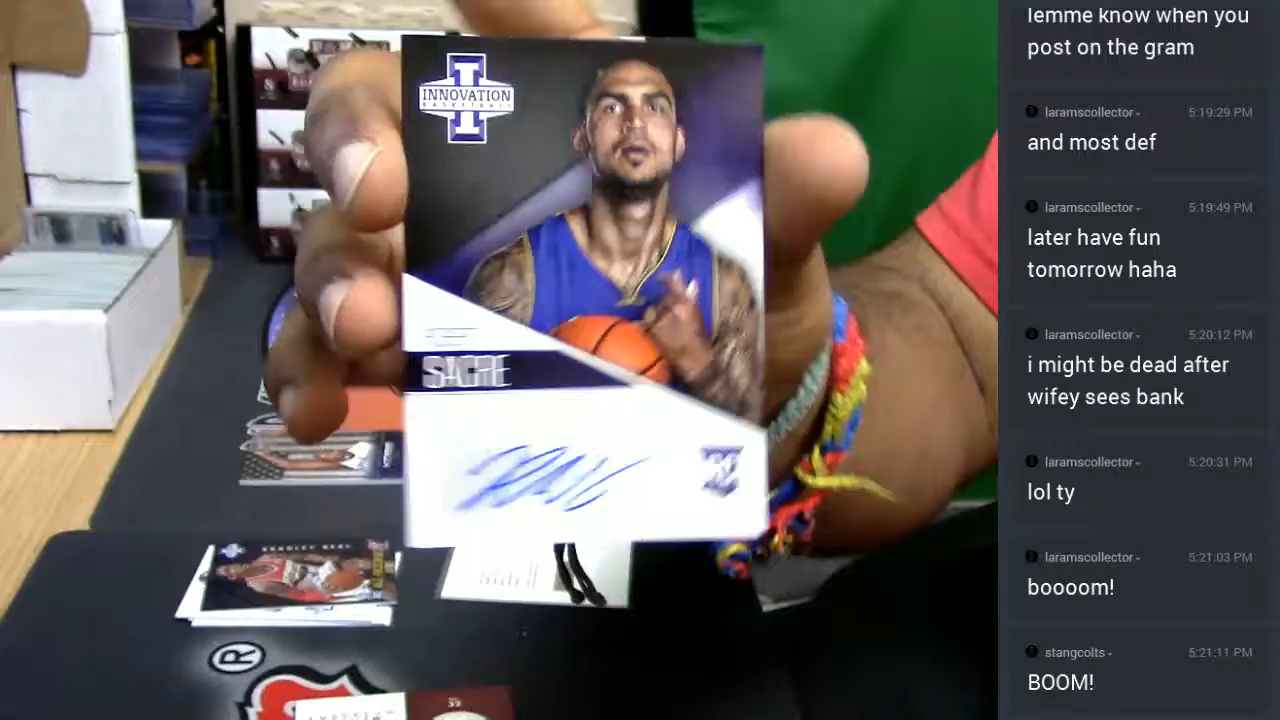 INNOVATION
BASKETBALL
SACRE
BRADLEY BEAL
®
lemme know when you
post on the gram
laramscollector
5:19:29 PM
and most def
laramscollector
5:19:49 PM
later have fun
tomorrow haha
laramscollector
5:20:12 PM
i might be dead after
wifey sees bank
laramscollector
5:20:31 PM
lol ty
laramscollector
5:21:03 PM
boooom!
stangcolts
5:21:11 PM
BOOM!